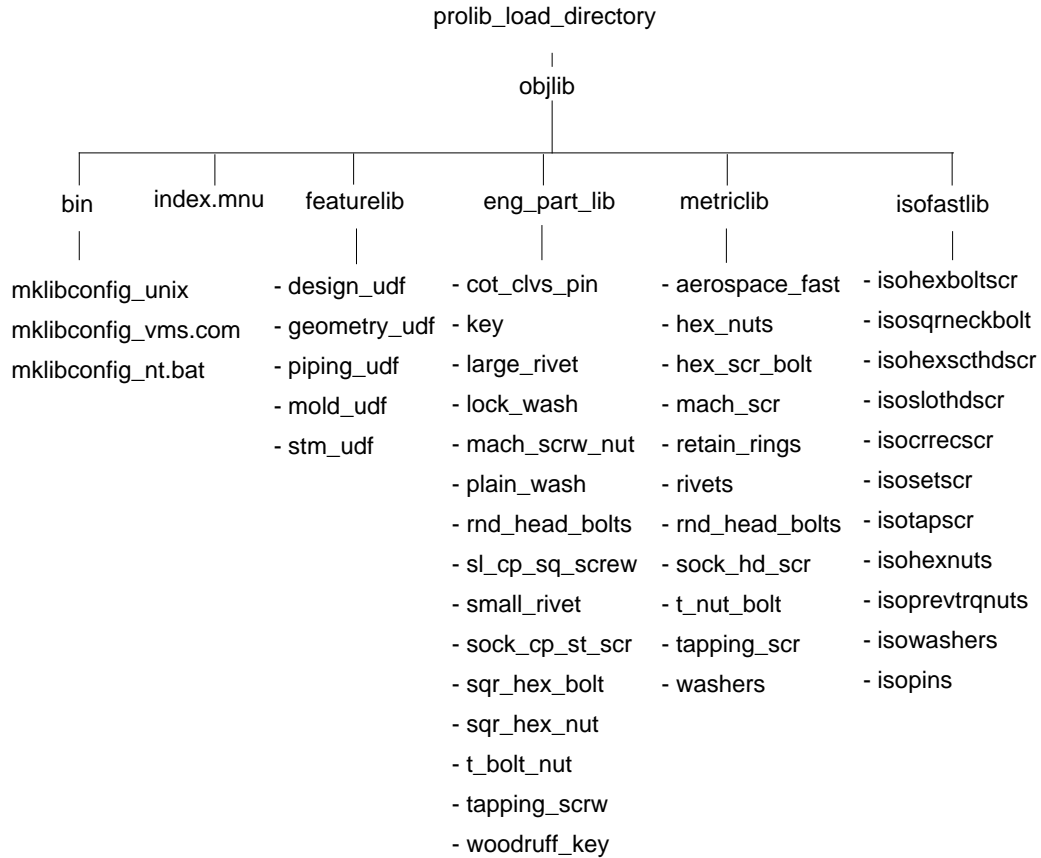 prolib_load_directory
objlib
bin
index.mnu
featurelib
eng_part_lib
metriclib
isofastlib
mklibconfig_unix
mklibconfig_vms.com
mklibconfig_nt.bat
- design_udf
- geometry_udf
- piping_udf
- mold_udf
- stm_udf
- cot_clvs_pin
- key
- large_rivet
- lock_wash
- mach_scrw_nut
- plain_wash
- rnd_head_bolts
- sl_cp_sq_screw
- small_rivet
- sock_cp_st_scr
- sqr_hex_bolt
- sqr_hex_nut
- t_bolt_nut
- tapping_scrw
- woodruff_key
- aerospace_fast
- hex_nuts
- hex_scr_bolt
- mach_scr
- retain_rings
- rivets
- rnd_head_bolts
- sock_hd_scr
- t_nut_bolt
- tapping_scr
- washers
- isohexboltscr
- isosqrneckbolt
- isohexscthdscr
- isoslothdscr
- isocrrecscr
- isosetscr
- isotapscr
- isohexnuts
- isoprevtrqnuts
- isowashers
- isopins